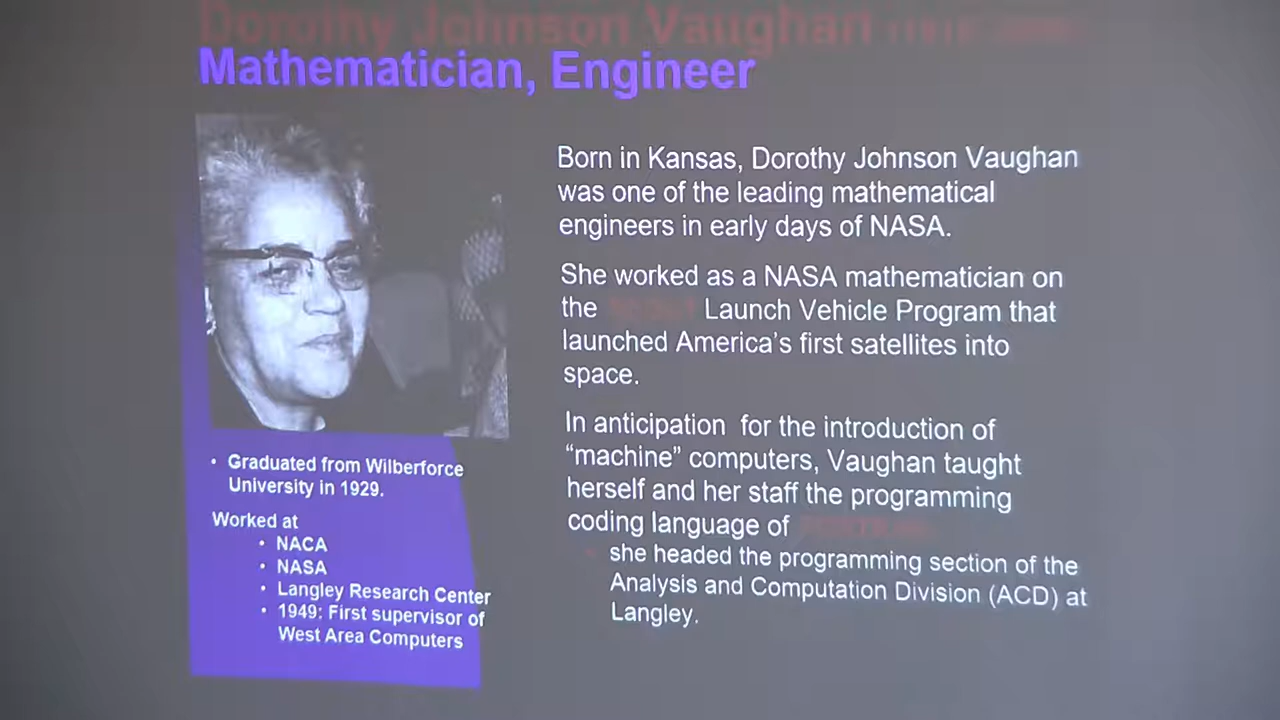 Dorothy Johnson Vaughan
Mathematician, Engineer
Born in Kansas, Dorothy Johnson Vaughan
was one of the leading mathematical
engineers in early days of NASA.
She worked as a NASA mathematician on
the Launch Vehicle Program that
launched America's first satellites into
space.
In anticipation for the introduction of
“machine” computers, Vaughan taught
herself and her staff the programming
coding language of
she headed the programming section of the
Analysis and Computation Division (ACD) at
Langley.
• Graduated from Wilberforce
University in 1929.
Worked at
• NACA
• NASA
• Langley Research Center
• 1949: First supervisor of
West Area Computers